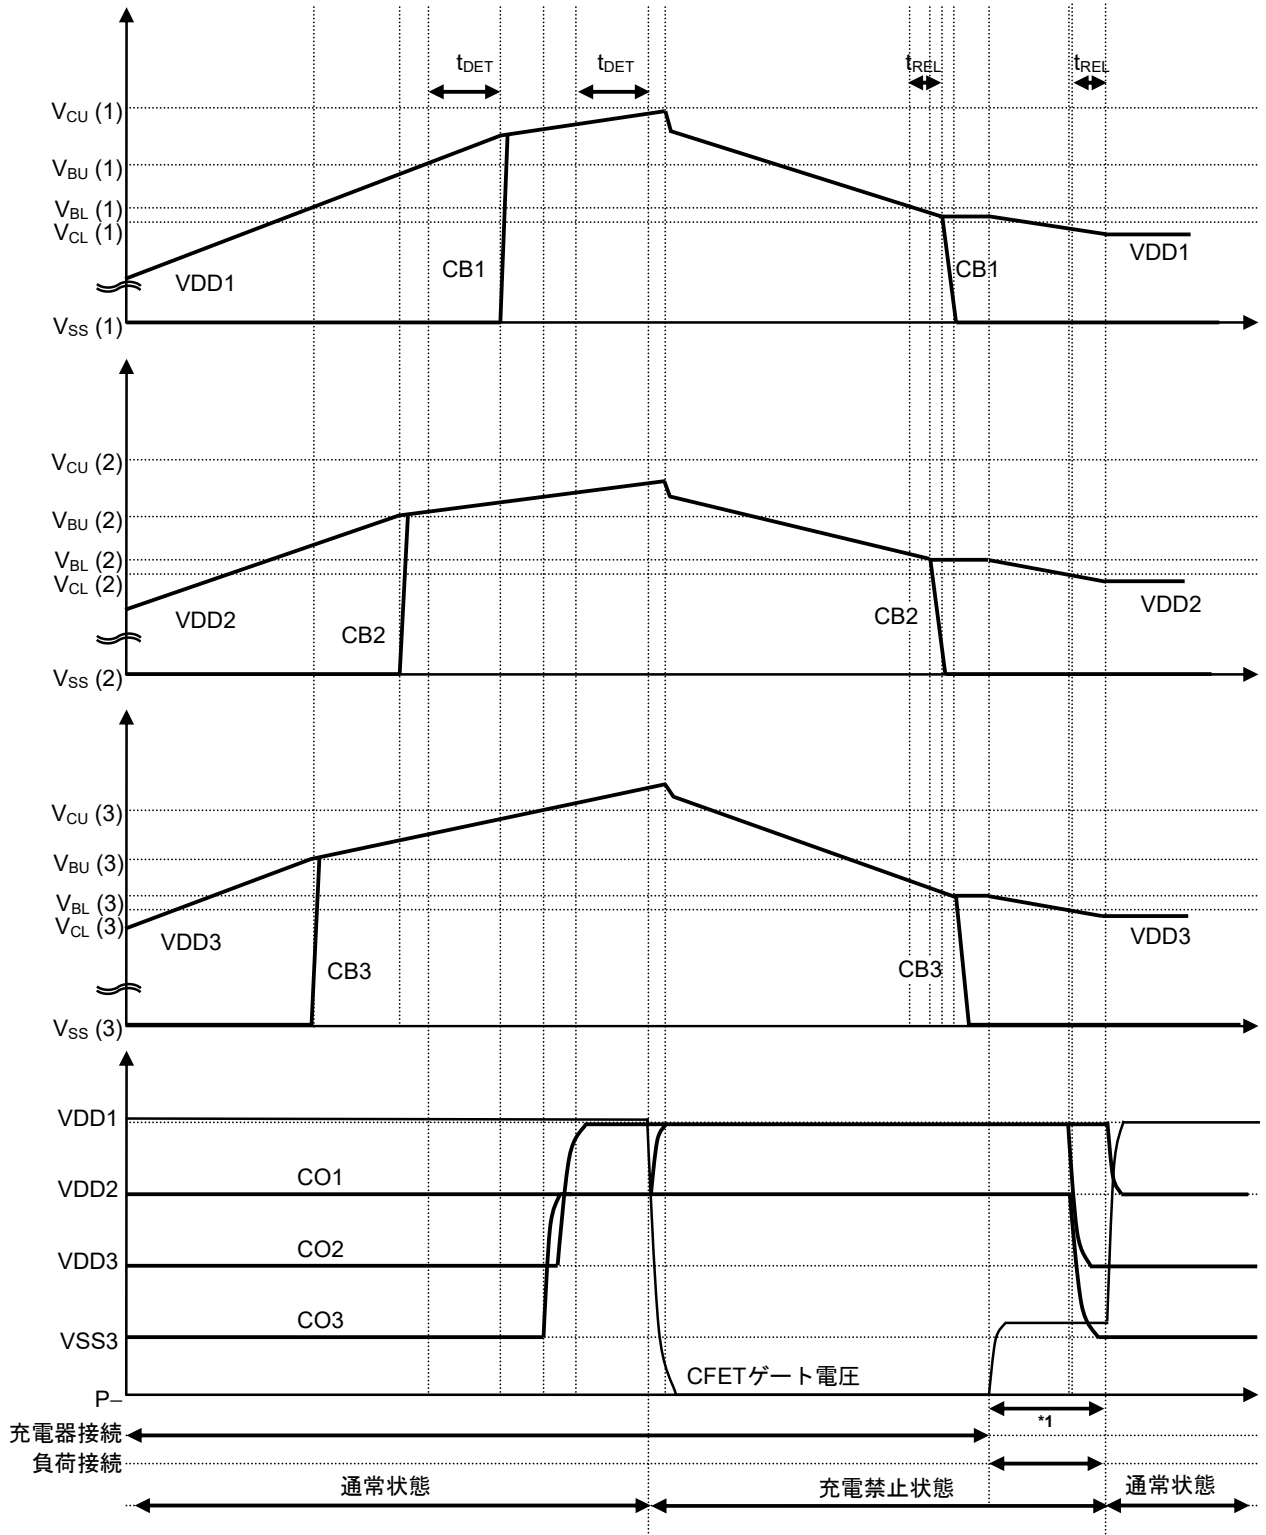 tDET tDET tREL tREL
VCU (1)
VBU (1)
VBL (1)
VCL (1)
VDD1 CB1 CB1 VDD1
VSS (1)
VCU (2)
VBU (2)
VBL (2)
VCL (2)
VDD2 CB2 CB2 VDD2
VSS (2)
VCU (3)
VBU (3)
VBL (3)
VCL (3)
VDD3 CB3 CB3 VDD3
VSS (3)
VDD1
CO1
VDD2
CO2
VDD3
CO3
VSS3
CFETゲート電圧
P–
*1
充電器接続
負荷接続
通常状態 充電禁止状態 通常状態